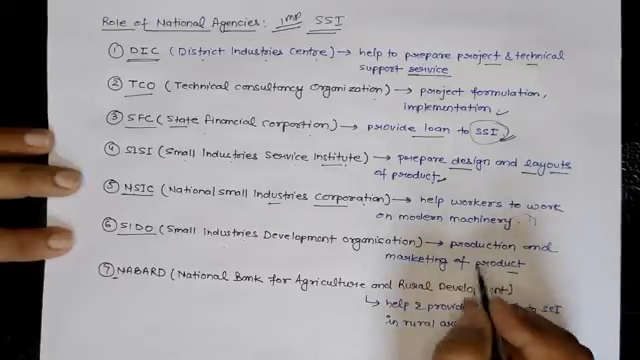 Role of National Agencies: imp SSI
① DIC (District Industries Centre) → help to prepare project & technical
support service
② TCO (Technical Consultancy Organization) → project formulation,
implementation
③ SFC (State Financial Corportion) → provide loan to SSI
④ SISI (Small Industries Service Institute) → prepare design and layouts
of product
⑤ NSIC (National Small Industries Corporation) → help workers to work
on modern machinery.
⑥ SIDO (Small Industries Development organisation) → production and
marketing of product
⑦ NABARD (National Bank for Agriculture and Rural
↳ help & provide SSI
in rural